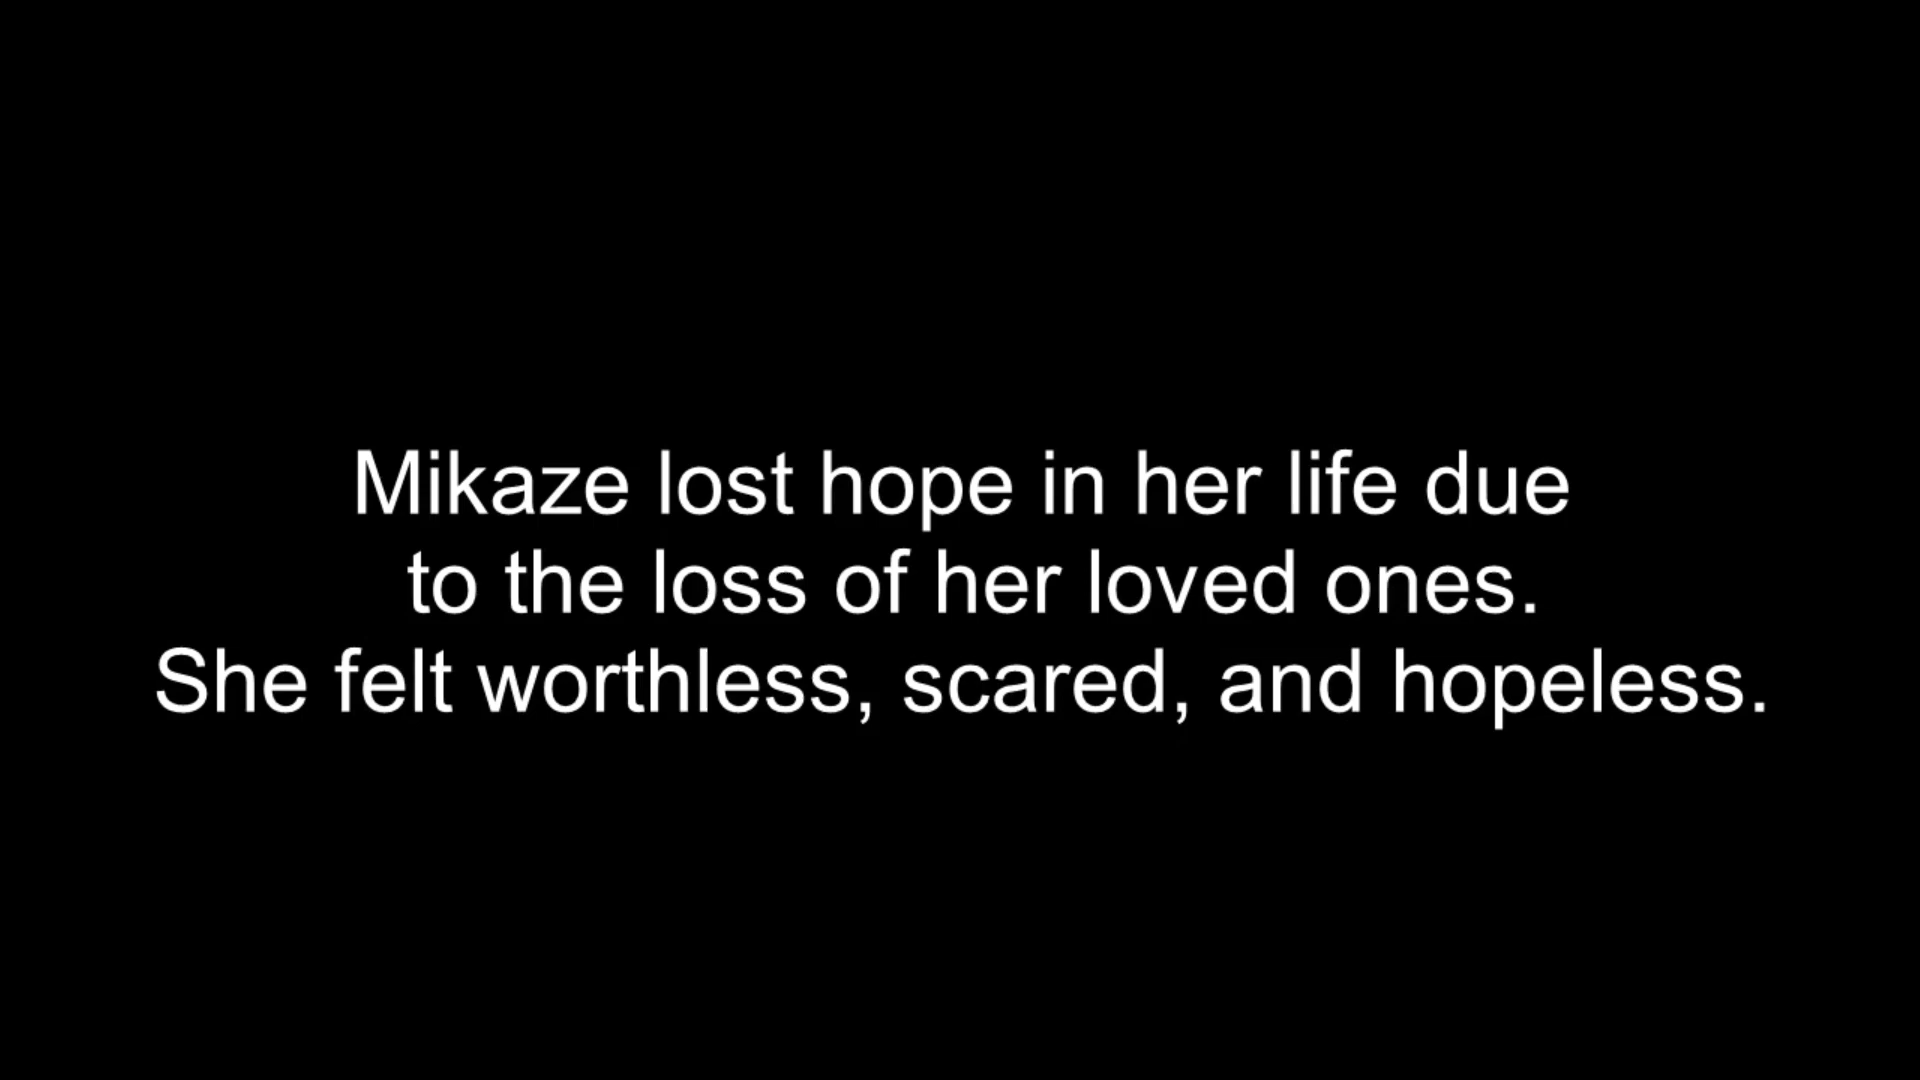 Mikaze lost hope in her life due
to the loss of her loved ones.
She felt worthless, scared, and hopeless.